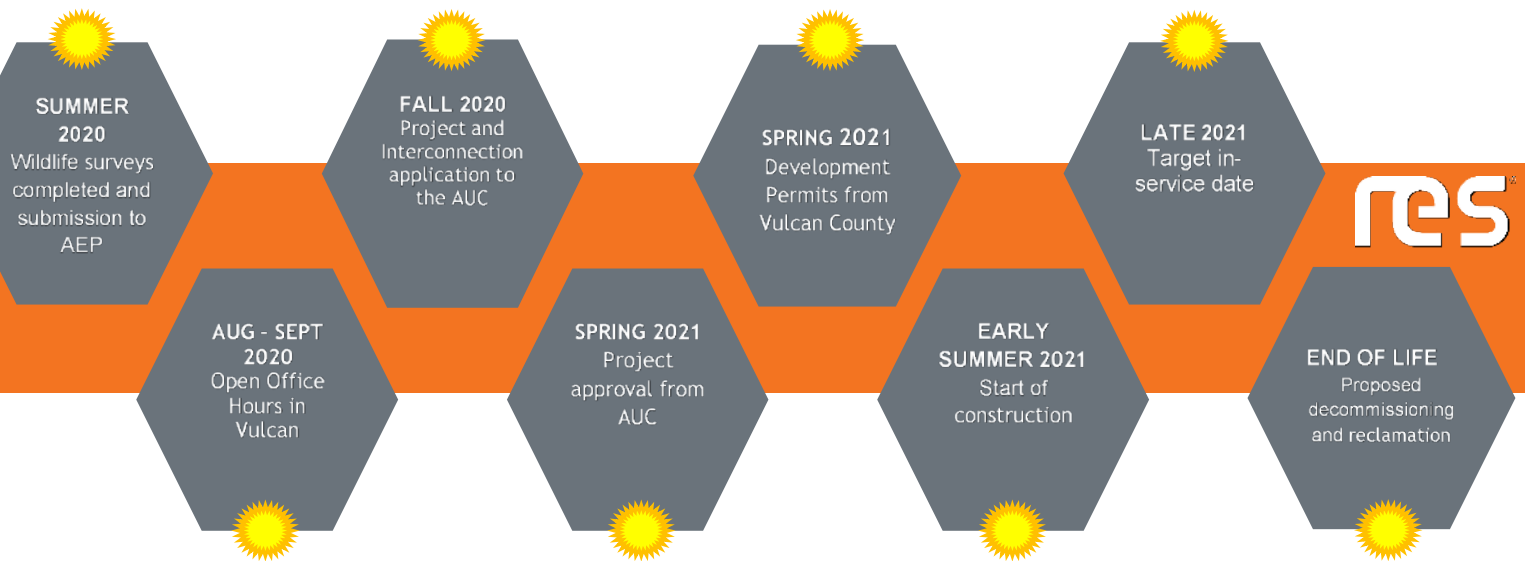 SUMMER
2020
Wildlife surveys
completed and
submission to
AEP
AUG - SEPT
2020
Open Office
Hours in
Vulcan
FALL 2020
Project and
Interconnection
application to
the AUC
SPRING 2021
Project
approval from
AUC
SPRING 2021
Development
Permits from
Vulcan County
EARLY
SUMMER 2021
Start of
construction
LATE 2021
Target in-
service date
END OF LIFE
Proposed
decommissioning
and reclamation
res